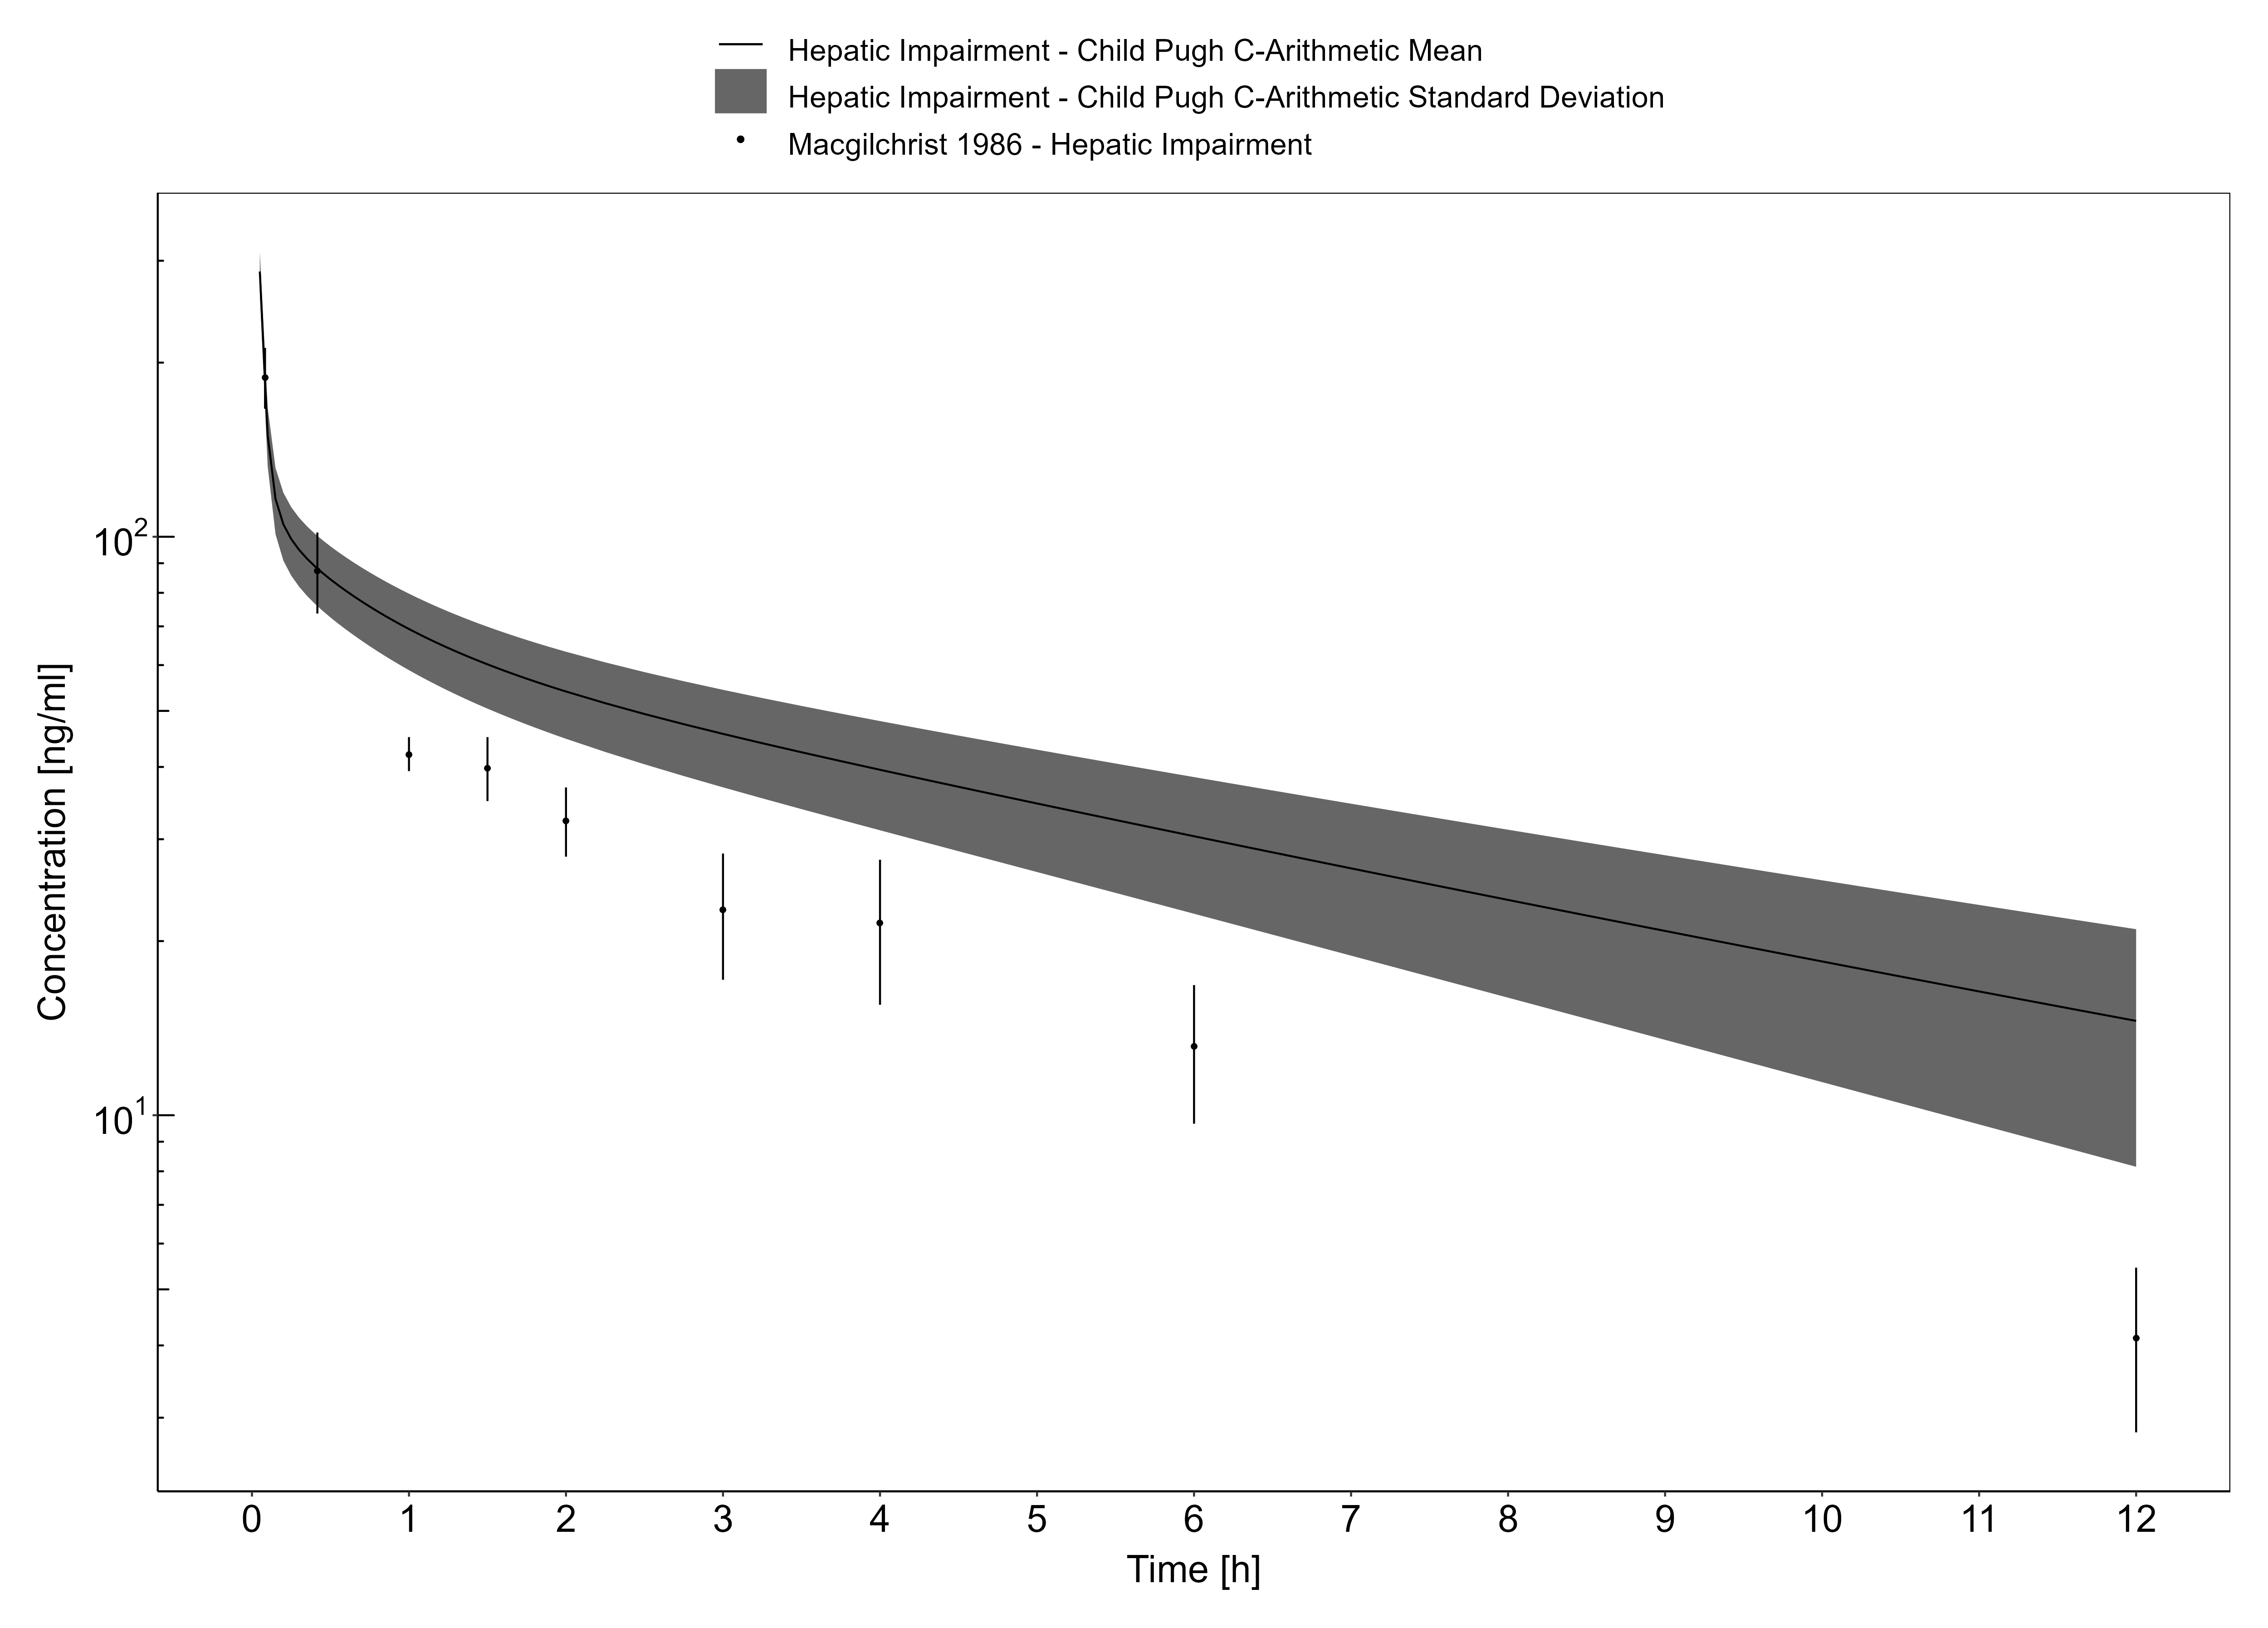 Hepatic Impairment - Child Pugh C-Arithmetic Mean
Hepatic Impairment - Child Pugh C-Arithmetic Standard Deviation
Macgilchrist 1986 - Hepatic Impairment
Concentration [ng/ml]
10²
10¹
0 1 2 3 4 5 6 7 8 9 10 11 12
Time [h]